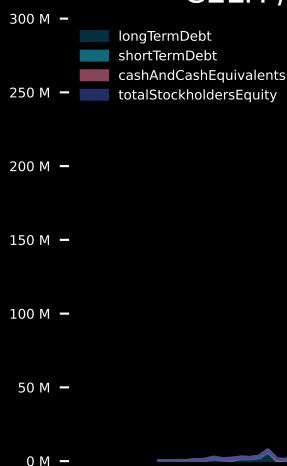 300 M
longTermDebt
shortTermDebt
cashAndCashEquivalents
250 M
totalStockholdersEquity
200 M
150 M
100 M
50 M
0 M